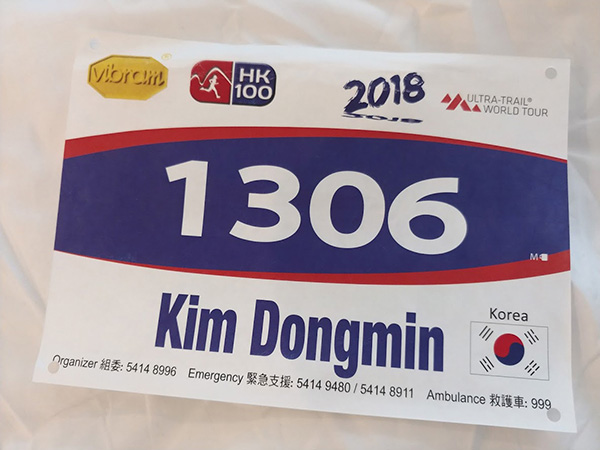 vibram
HK
100
2018
ULTRA-TRAIL®
WORLD TOUR
1306
M
Kim Dongmin
Korea
Organizer 組委: 5414 8996 Emergency 緊急支援: 5414 9480 / 5414 8911 Ambulance 救護車: 999